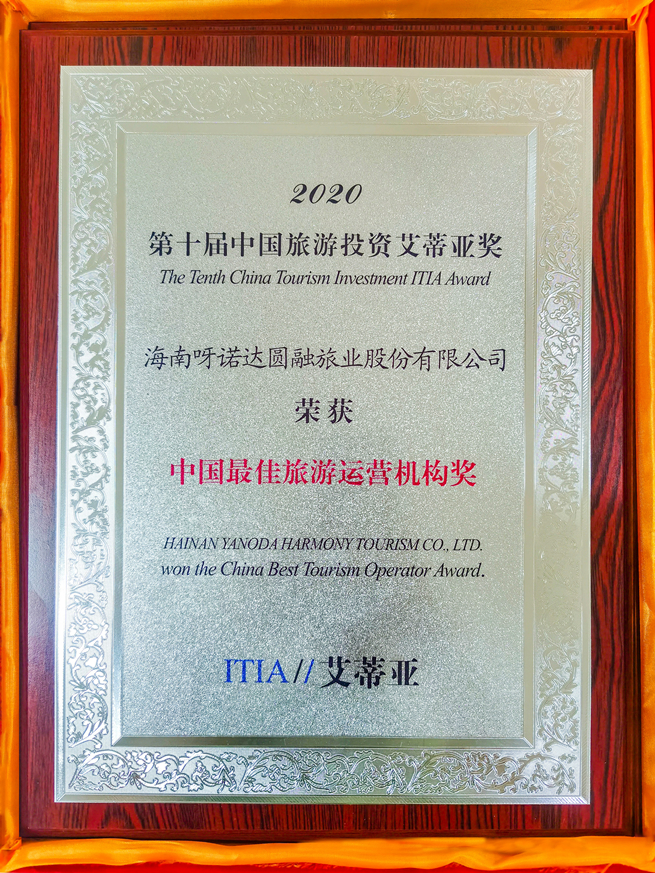 2020
第十届中国旅游投资艾蒂亚奖
The Tenth China Tourism Investment ITIA Award
海南呀诺达圆融旅业股份有限公司
荣获
中国最佳旅游运营机构奖
HAINAN YANODA HARMONY TOURISM CO., LTD.
won the China Best Tourism Operator Award.
ITIA // 艾蒂亚